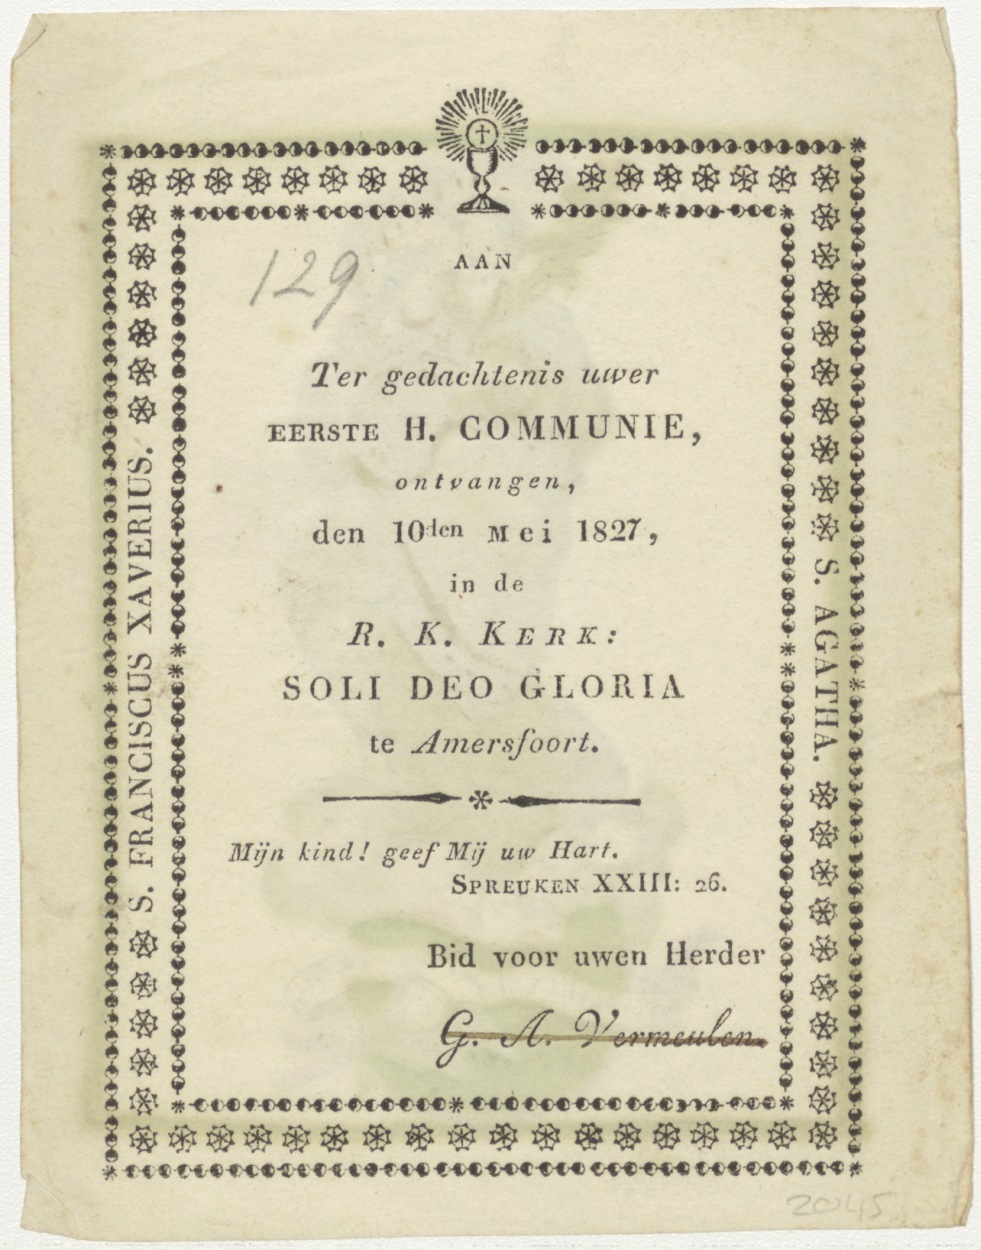 AAN
129
Ter gedachtenis uwer
EERSTE H. COMMUNIE,
ontvangen,
den 10den Mei 1827,
in de
R. K. KERK:
SOLI DEO GLORIA
te Amersfoort.
Mijn kind! geef Mij uw Hart.
SPREUKEN XXIII: 26.
Bid voor uwen Herder
G. A. Vermeulen.
S. FRANCISCUS XAVERIUS.
S. AGATHA.
2045